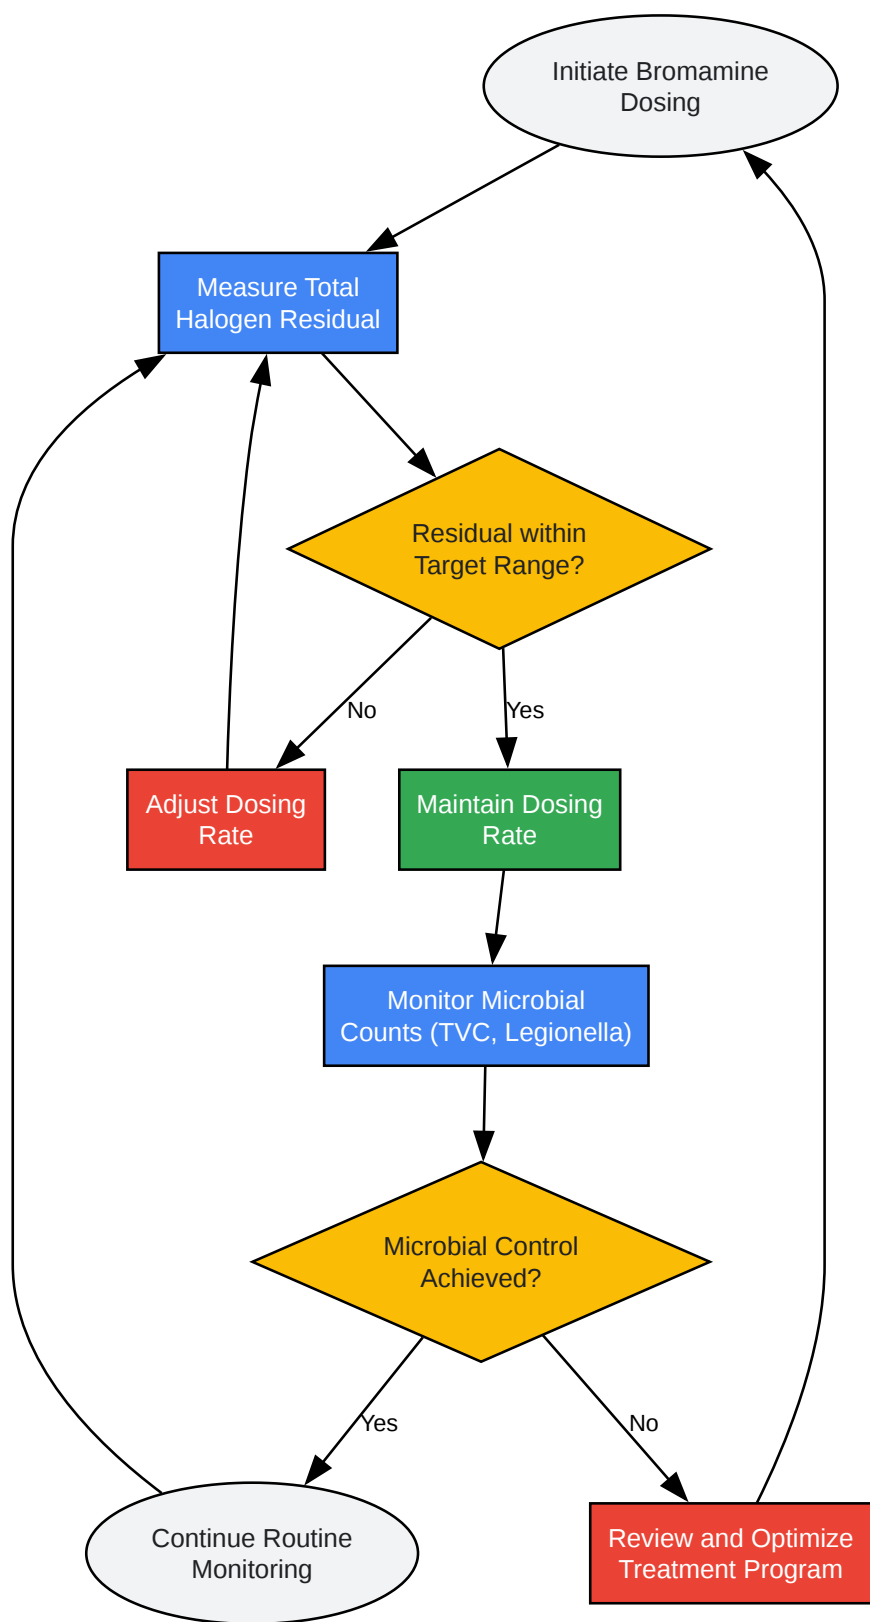 Initiate Bromamine
Dosing
Measure Total
Halogen Residual
Residual within
Target Range?
No
Yes
Adjust Dosing
Rate
Maintain Dosing
Rate
Monitor Microbial
Counts (TVC, Legionella)
Microbial Control
Achieved?
Yes
No
Continue Routine
Monitoring
Review and Optimize
Treatment Program